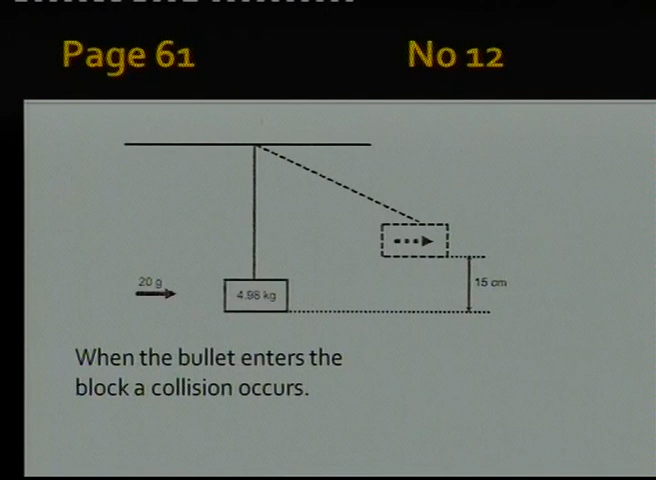 Page 61
No 12
20 g
4.98 kg
15 cm
When the bullet enters the
block a collision occurs.